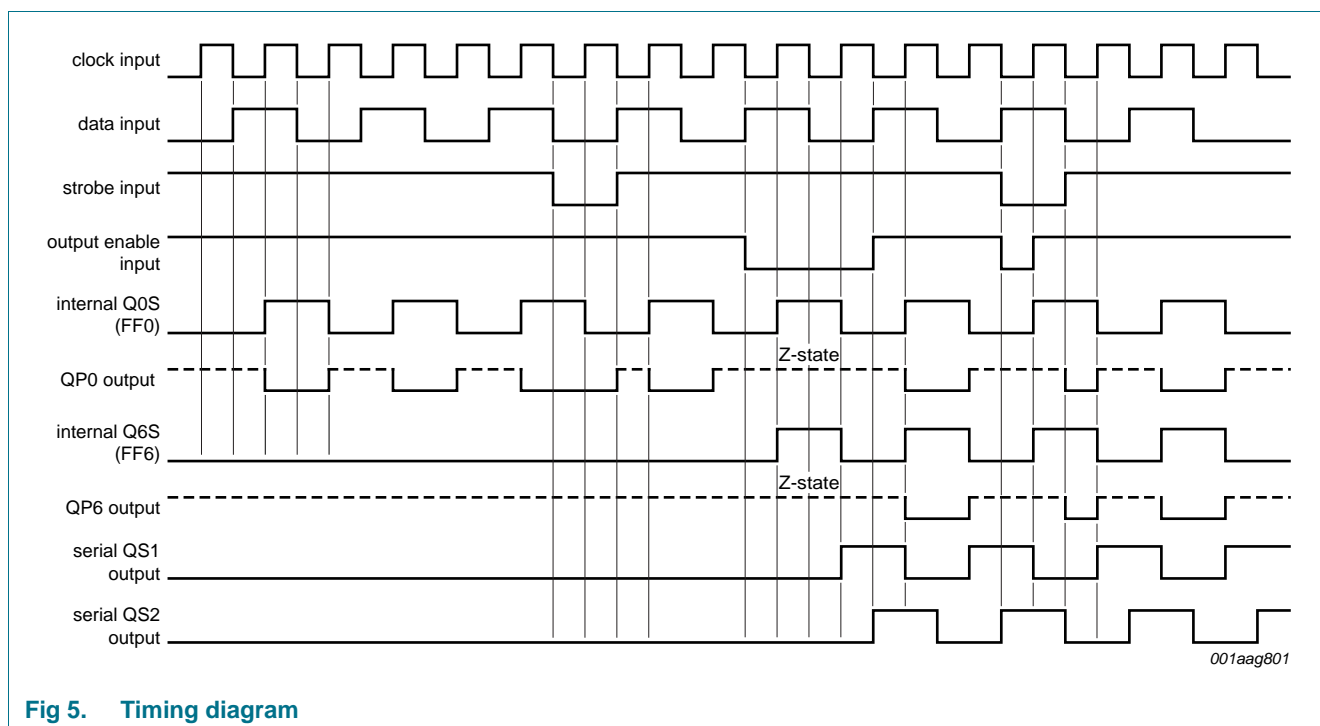 clock input
data input
strobe input
output enable
input
internal Q0S
(FF0)
Z-state
QP0 output
internal Q6S
(FF6)
Z-state
QP6 output
serial QS1
output
serial QS2
output
001aag801
Fig 5. Timing diagram